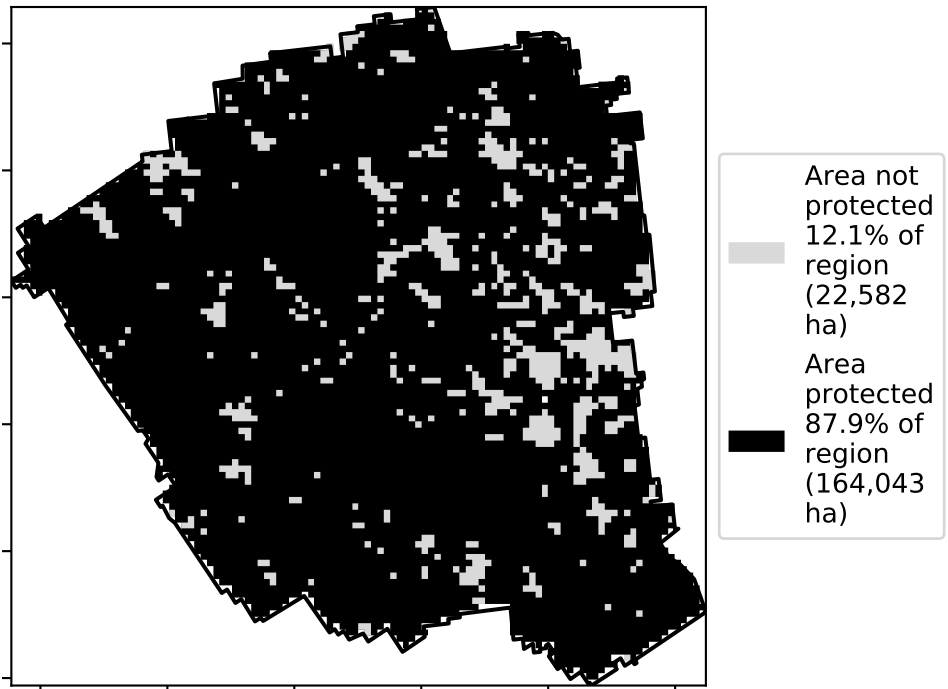 Area not
protected
12.1% of
region
(22,582
ha)
Area
protected
87.9% of
region
(164,043
ha)